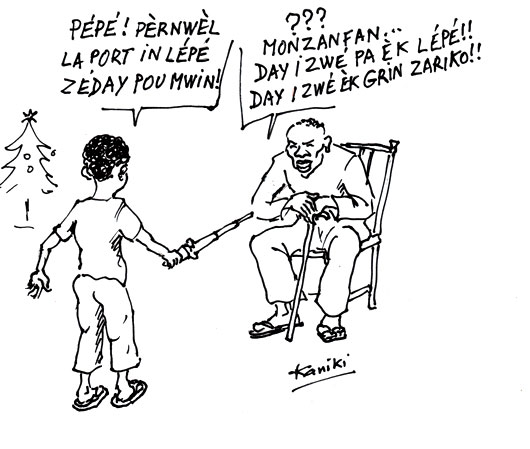 PÉPÉ! PÈRNWÈL
LA PORT IN LÉPÉ
ZÉDAY POU MWIN!
???
MONZANFAN...
DAY I ZWÉ PA ÈK LÉPÉ!!
DAY I ZWÉ ÈK GRIN ZARIKO!!
Kaniki